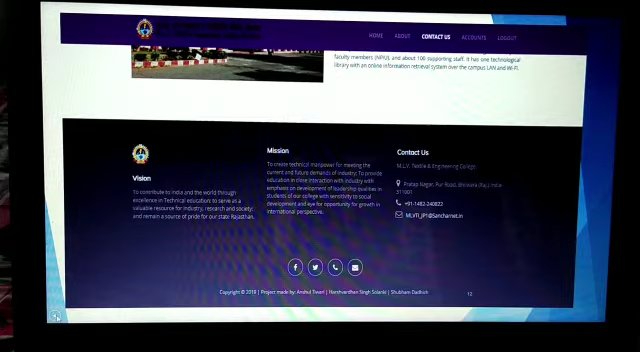 HOME ABOUT CONTACT US ACCOUNTS LOGOUT
faculty members (NPIU), and about 100 supporting staff. It has one technological
library with an online information retrieval system over the campus LAN and Wi-Fi.
Vision
To contribute to India and the world through
excellence in Technical education; to serve as a
valuable resource for industry, research and society;
and remain a source of pride for our state Rajasthan.
Mission
To create technical manpower for meeting the
current and future demands of industry; To provide
education in close interaction with industry with
emphasis on development of leadership qualities in
students of our college with sensitivity to social
development and eye for opportunity for growth in
international perspective.
Contact Us
M.L.V. Textile & Engineering College
Pratap Nagar, Pur Road, Bhilwara (Raj.) India-
311001
+91-1482-240822
MLVTI_JP1@Sancharnet.in
Copyright © 2019 | Project made by: Anshul Tiwari | Harshvardhan Singh Solanki | Shubham Dadhich
12